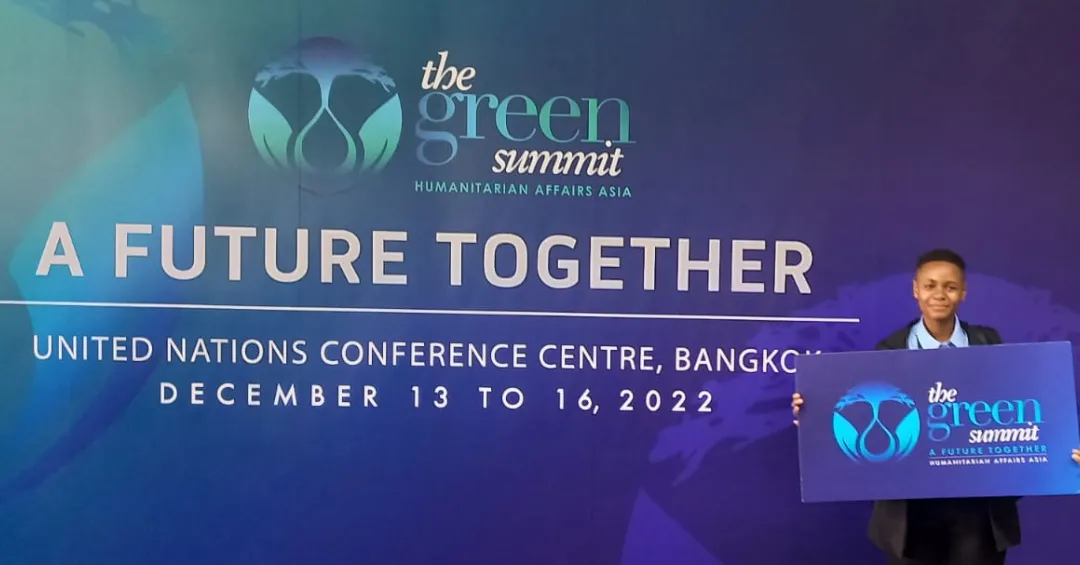 the
green
summit
HUMANITARIAN AFFAIRS ASIA
A FUTURE TOGETHER
UNITED NATIONS CONFERENCE CENTRE, BANGKOK
DECEMBER 13 TO 16, 2022
the
green
summit
A FUTURE TOGETHER
HUMANITARIAN AFFAIRS ASIA